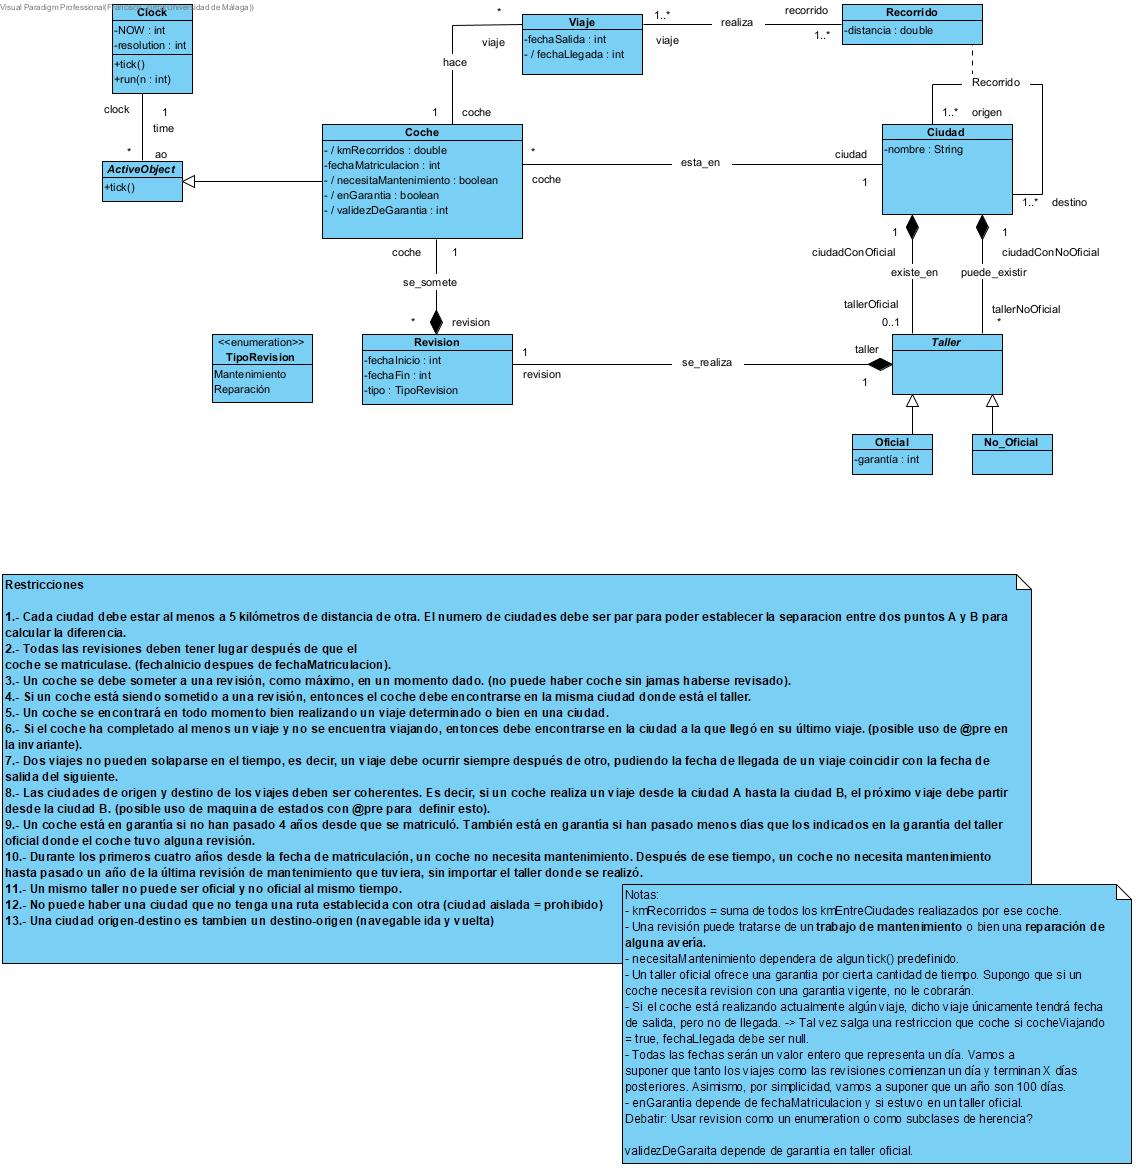 Visual Paradigm Professional(Francisco Universidad de Málaga))
Clock
-NOW : int
-resolution : int
+tick()
+run(n : int)
clock
1
time
*
ao
ActiveObject
+tick()
*
viaje
hace
1
coche
Viaje
-fechaSalida : int
- / fechaLlegada : int
1..*
viaje
realiza
recorrido
1..*
Recorrido
-distancia : double
Recorrido
1..*
origen
Coche
- / kmRecorridos : double
-fechaMatriculacion : int
- / necesitaMantenimiento : boolean
- / enGarantia : boolean
- / validezDeGarantia : int
*
coche
esta_en
ciudad
1
Ciudad
-nombre : String
1..*
destino
1
ciudadConOficial
existe_en
tallerOficial
0..1
1
ciudadConNoOficial
puede_existir
tallerNoOficial
*
coche
1
se_somete
*
revision
<<enumeration>>
TipoRevision
Mantenimiento
Reparación
Revision
-fechaInicio : int
-fechaFin : int
-tipo : TipoRevision
1
revision
se_realiza
taller
1
Taller
Oficial
-garantía : int
No_Oficial
Restricciones
1.- Cada ciudad debe estar al menos a 5 kilómetros de distancia de otra. El numero de ciudades debe ser par para poder establecer la separacion entre dos puntos A y B para
calcular la diferencia.
2.- Todas las revisiones deben tener lugar después de que el
coche se matriculase. (fechaInicio despues de fechaMatriculacion).
3.- Un coche se debe someter a una revisión, como máximo, en un momento dado. (no puede haber coche sin jamas haberse revisado).
4.- Si un coche está siendo sometido a una revisión, entonces el coche debe encontrarse en la misma ciudad donde está el taller.
5.- Un coche se encontrará en todo momento bien realizando un viaje determinado o bien en una ciudad.
6.- Si el coche ha completado al menos un viaje y no se encuentra viajando, entonces debe encontrarse en la ciudad a la que llegó en su último viaje. (posible uso de @pre en
la invariante).
7.- Dos viajes no pueden solaparse en el tiempo, es decir, un viaje debe ocurrir siempre después de otro, pudiendo la fecha de llegada de un viaje coincidir con la fecha de
salida del siguiente.
8.- Las ciudades de origen y destino de los viajes deben ser coherentes. Es decir, si un coche realiza un viaje desde la ciudad A hasta la ciudad B, el próximo viaje debe partir
desde la ciudad B. (posible uso de maquina de estados con @pre para definir esto).
9.- Un coche está en garantía si no han pasado 4 años desde que se matriculó. También está en garantía si han pasado menos días que los indicados en la garantía del taller
oficial donde el coche tuvo alguna revisión.
10.- Durante los primeros cuatro años desde la fecha de matriculación, un coche no necesita mantenimiento. Después de ese tiempo, un coche no necesita mantenimiento
hasta pasado un año de la última revisión de mantenimiento que tuviera, sin importar el taller donde se realizó.
11.- Un mismo taller no puede ser oficial y no oficial al mismo tiempo.
12.- No puede haber una ciudad que no tenga una ruta establecida con otra (ciudad aislada = prohibido)
13.- Una ciudad origen-destino es tambien un destino-origen (navegable ida y vuelta)
Notas:
- kmRecorridos = suma de todos los kmEntreCiudades realiazados por ese coche.
- Una revisión puede tratarse de un trabajo de mantenimiento o bien una reparación de
alguna avería.
- necesitaMantenimiento dependera de algun tick() predefinido.
- Un taller oficial ofrece una garantia por cierta cantidad de tiempo. Supongo que si un
coche necesita revision con una garantia vigente, no le cobrarán.
- Si el coche está realizando actualmente algún viaje, dicho viaje únicamente tendrá fecha
de salida, pero no de llegada. -> Tal vez salga una restriccion que coche si cocheViajando
= true, fechaLlegada debe ser null.
- Todas las fechas serán un valor entero que representa un día. Vamos a
suponer que tanto los viajes como las revisiones comienzan un día y terminan X días
posteriores. Asimismo, por simplicidad, vamos a suponer que un año son 100 días.
- enGarantia depende de fechaMatriculacion y si estuvo en un taller oficial.
Debatir: Usar revision como un enumeration o como subclases de herencia?
validezDeGaraita depende de garantia en taller oficial.